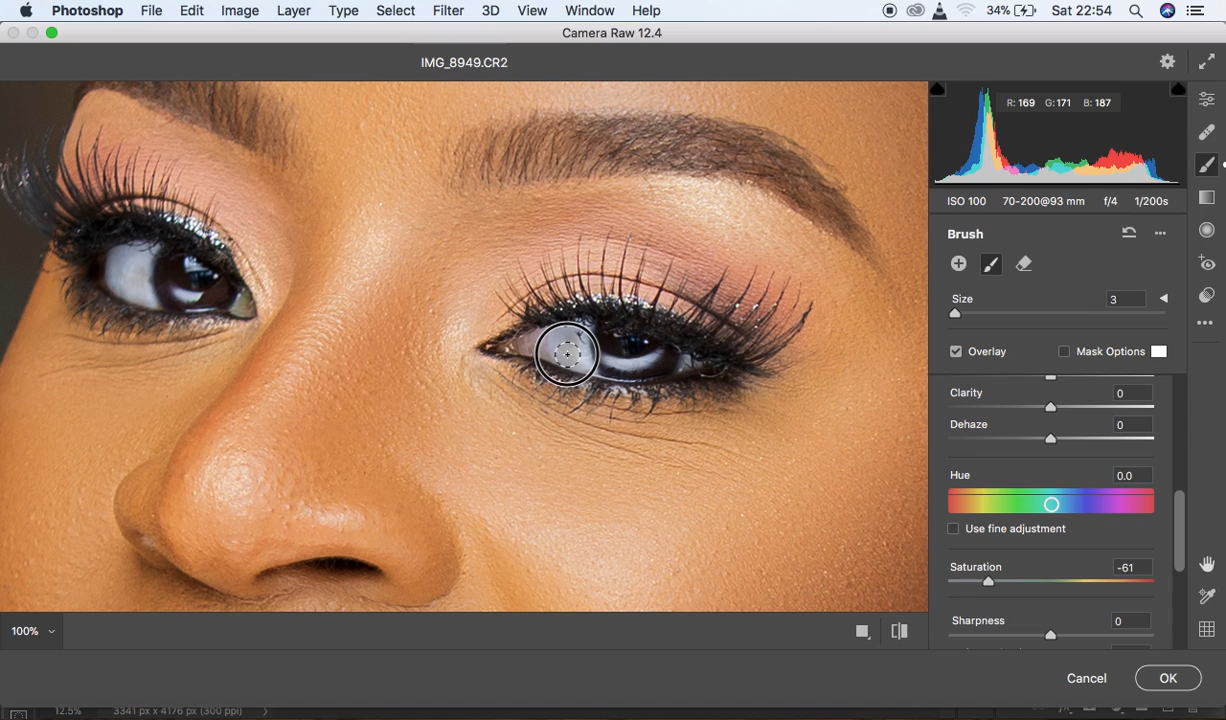 Photoshop File Edit Image Layer Type Select Filter 3D View Window Help 34% Sat 22:54
Camera Raw 12.4
IMG_8949.CR2
R: 169 G: 171 B: 187
ISO 100 70-200@93 mm f/4 1/200s
Brush
Size 3
Overlay Mask Options
Clarity 0
Dehaze 0
Hue 0.0
Use fine adjustment
Saturation -61
Sharpness 0
100%
Cancel OK
12.5% 3341 px x 4176 px (300 ppi)